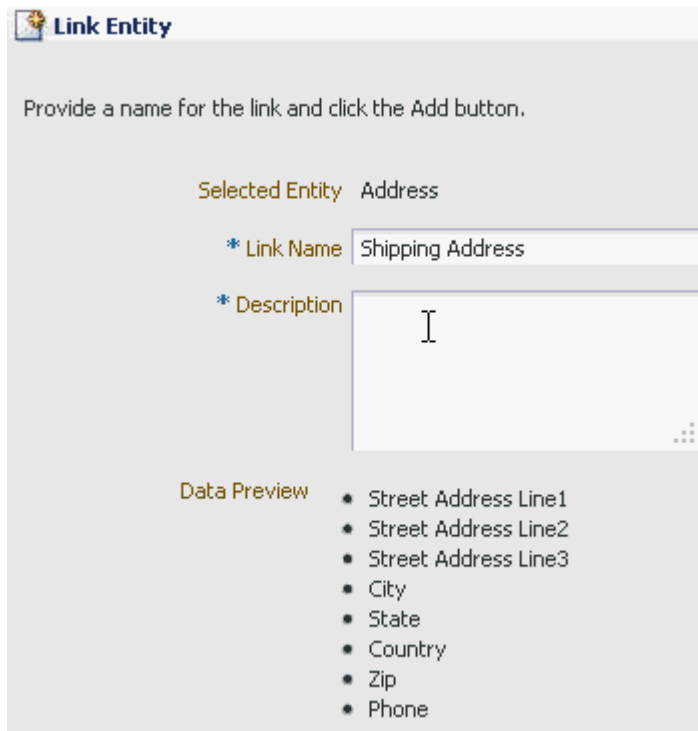 Link Entity
Provide a name for the link and click the Add button.
Selected Entity Address
* Link Name Shipping Address
* Description
Data Preview
• Street Address Line1
• Street Address Line2
• Street Address Line3
• City
• State
• Country
• Zip
• Phone